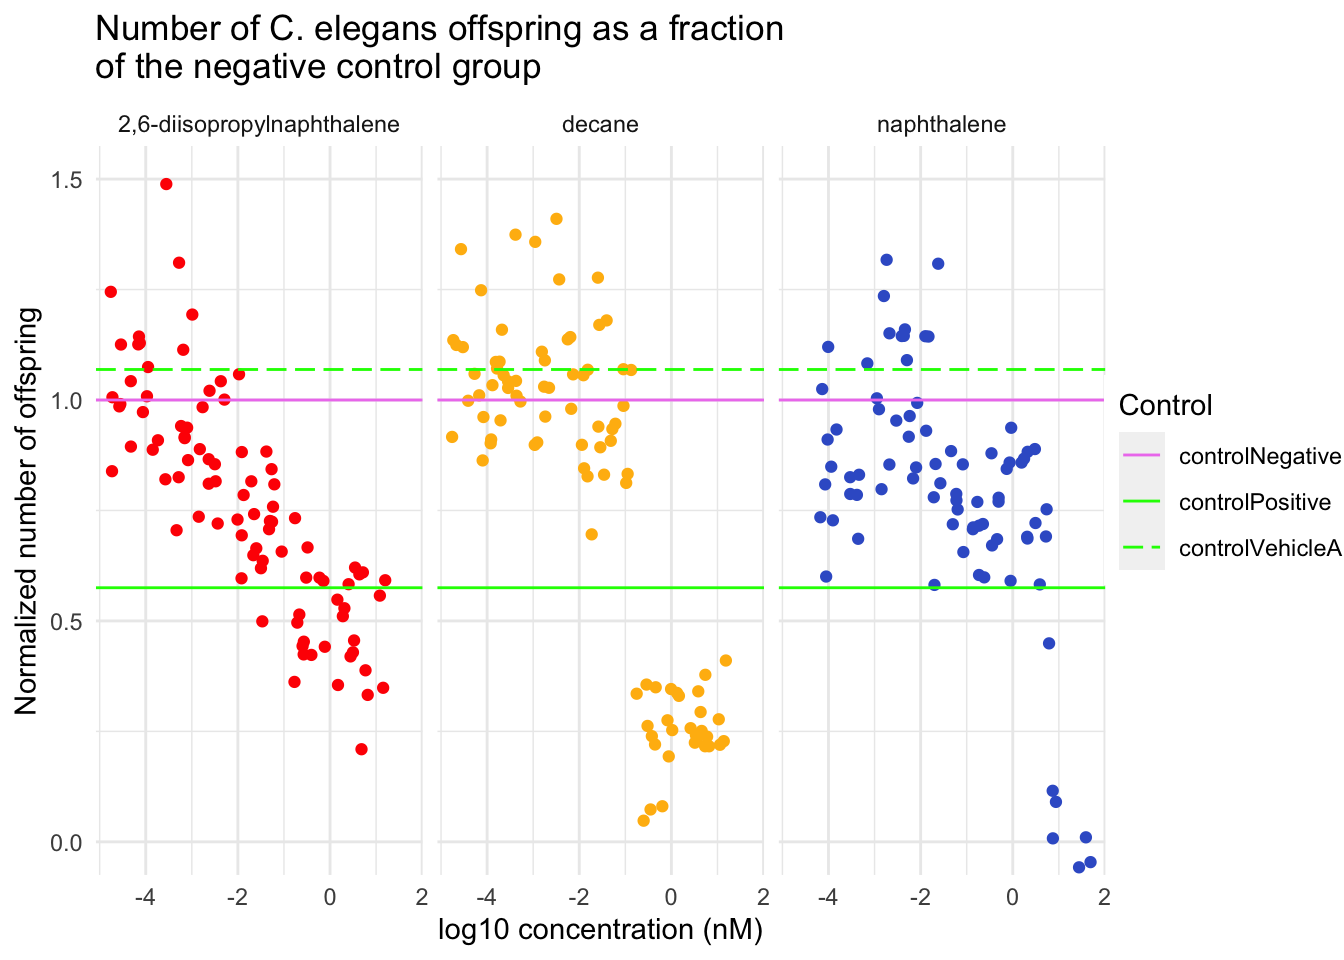 Number of C. elegans offspring as a fraction
of the negative control group
2,6-diisopropylnaphthalene
decane
naphthalene
1.5
1.0
0.5
0.0
Normalized number of offspring
-4 -2 0 2
-4 -2 0 2
-4 -2 0 2
log10 concentration (nM)
Control
controlNegative
controlPositive
controlVehicleA